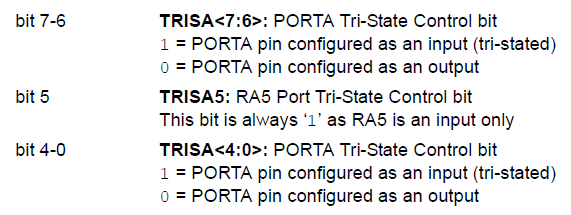 bit 7-6 TRISA<7:6>: PORTA Tri-State Control bit
1 = PORTA pin configured as an input (tri-stated)
0 = PORTA pin configured as an output
bit 5 TRISA5: RA5 Port Tri-State Control bit
This bit is always ‘1’ as RA5 is an input only
bit 4-0 TRISA<4:0>: PORTA Tri-State Control bit
1 = PORTA pin configured as an input (tri-stated)
0 = PORTA pin configured as an output